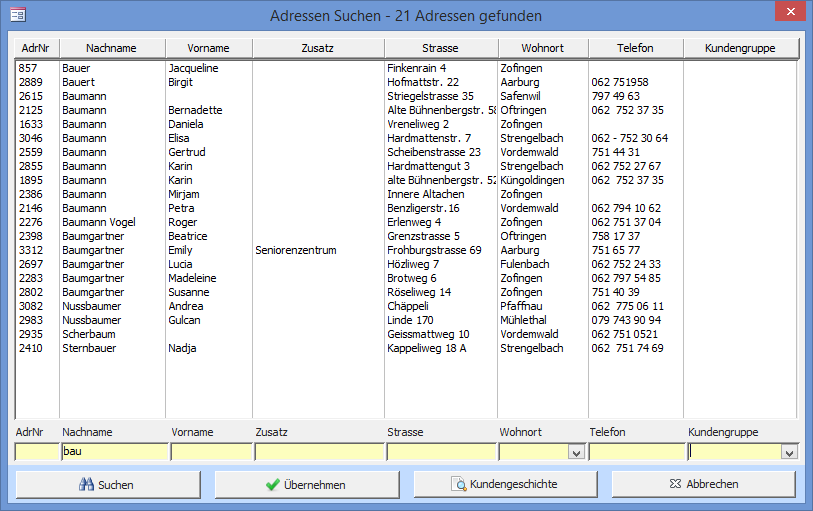 Adressen Suchen - 21 Adressen gefunden
AdrNr Nachname Vorname Zusatz Strasse Wohnort Telefon Kundengruppe
857 Bauer Jacqueline Finkenrain 4 Zofingen
2889 Bauert Birgit Hofmattstr. 22 Aarburg 062 751958
2615 Baumann Striegelstrasse 35 Safenwil 797 49 63
2125 Baumann Bernadette Alte Bühnenbergstr. 58 Oftringen 062 752 37 35
1633 Baumann Daniela Vreneliweg 2 Zofingen
3046 Baumann Elisa Hardmattenstr. 7 Strengelbach 062 - 752 30 64
2559 Baumann Gertrud Scheibenstrasse 23 Vordemwald 751 44 31
2855 Baumann Karin Hardmattengut 3 Strengelbach 062 752 27 67
1895 Baumann Karin alte Bühnenbergstr. 52 Küngoldingen 062 752 37 35
2386 Baumann Mirjam Innere Altachen Zofingen
2146 Baumann Petra Benzligerstr.16 Vordemwald 062 794 10 62
2276 Baumann Vogel Roger Erlenweg 4 Zofingen 062 751 37 04
2398 Baumgartner Beatrice Grenzstrasse 5 Oftringen 758 17 37
3312 Baumgartner Emily Seniorenzentrum Frohburgstrasse 69 Aarburg 751 65 77
2697 Baumgartner Lucia Hözliweg 7 Fulenbach 062 752 24 33
2283 Baumgartner Madeleine Brotweg 6 Zofingen 062 797 54 85
2802 Baumgartner Susanne Röseliweg 14 Zofingen 751 40 39
3082 Nussbaumer Andrea Chäppeli Pfaffnau 062 775 06 11
2983 Nussbaumer Gulcan Linde 170 Mühlethal 079 743 90 94
2935 Scherbaum Geissmattweg 10 Vordemwald 062 751 0521
2410 Sternbauer Nadja Kappeliweg 18 A Strengelbach 062 751 74 69
AdrNr Nachname Vorname Zusatz Strasse Wohnort Telefon Kundengruppe
bau
Suchen Übernehmen Kundengeschichte Abbrechen